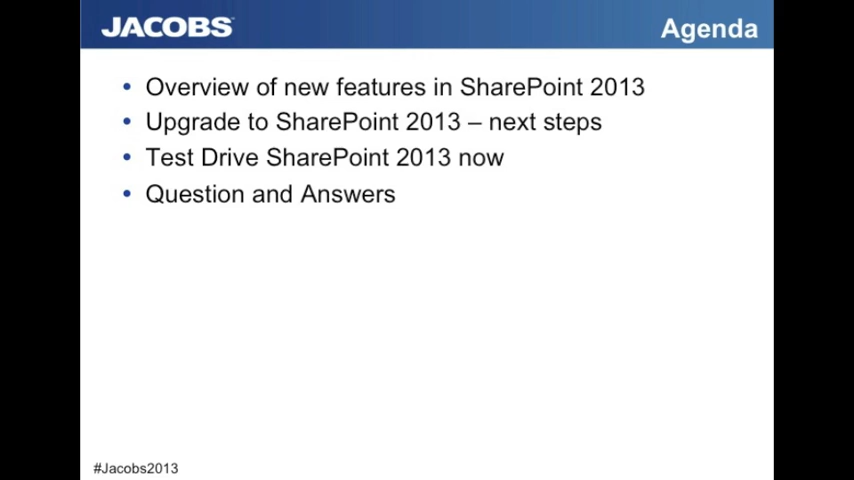 JACOBS
Agenda
• Overview of new features in SharePoint 2013
• Upgrade to SharePoint 2013 – next steps
• Test Drive SharePoint 2013 now
• Question and Answers
#Jacobs2013